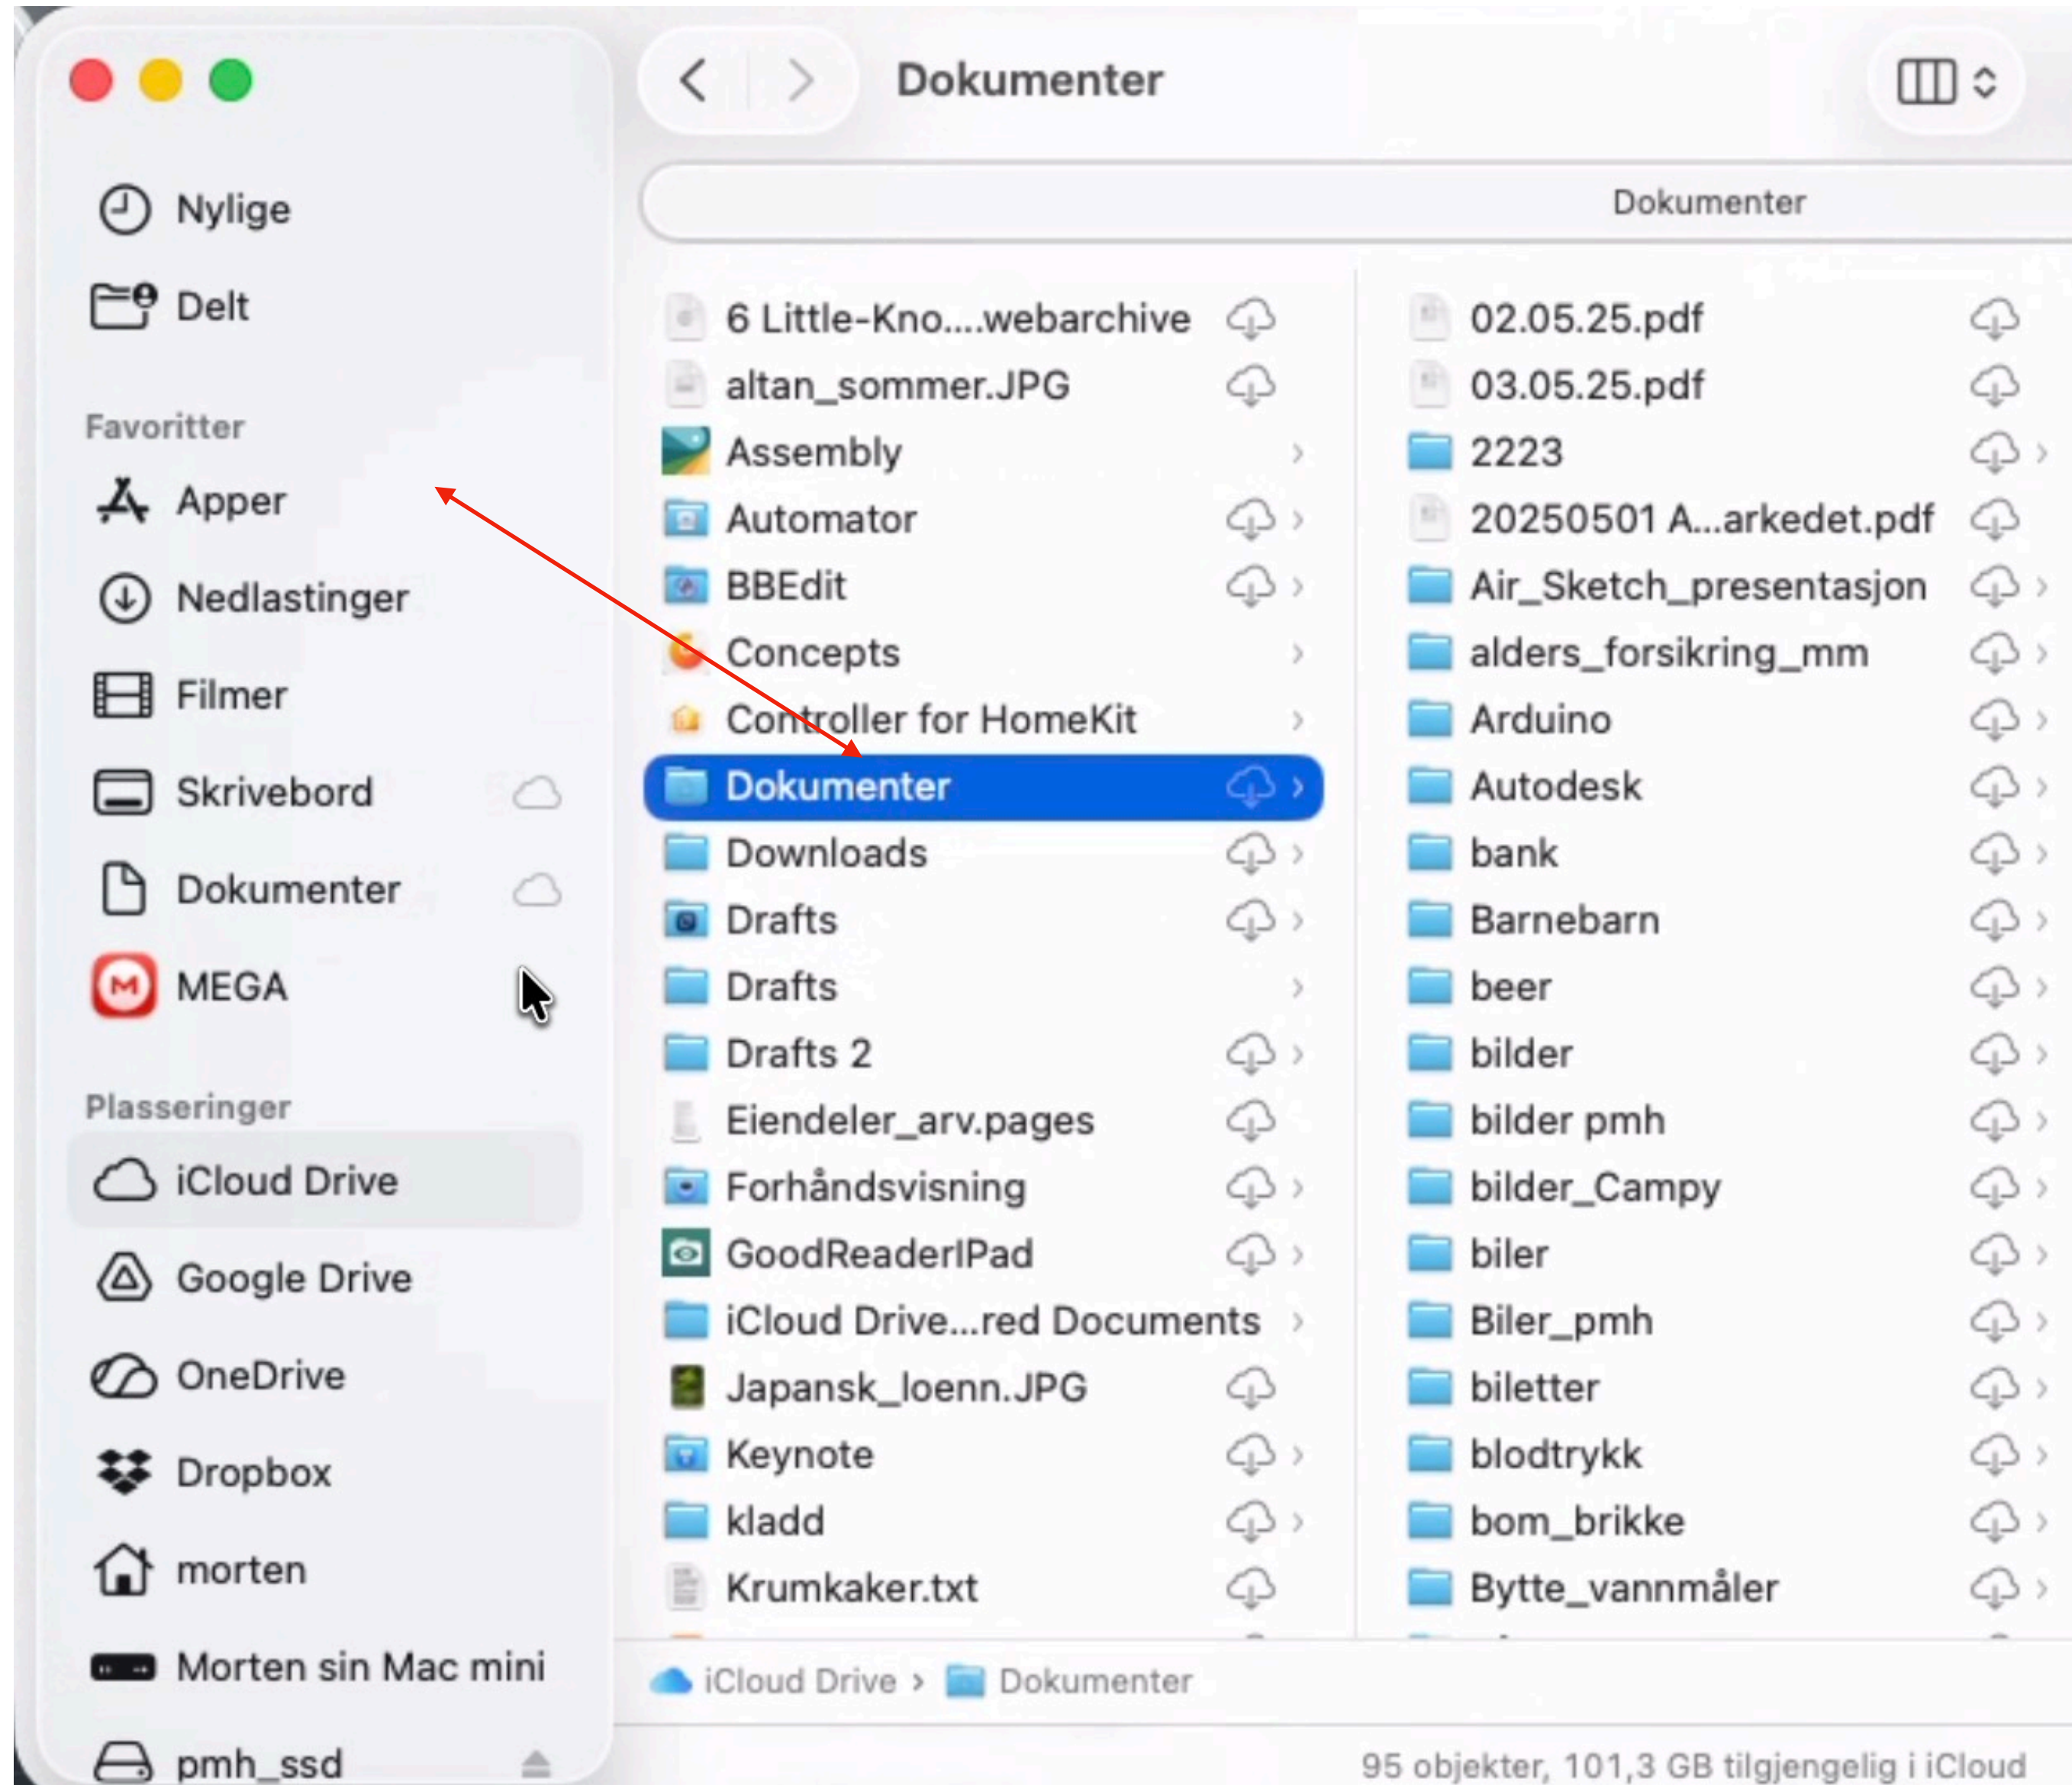 Dokumenter
Dokumenter
Nylige
Delt
Favoritter
Apper
Nedlastinger
Filmer
Skrivebord
Dokumenter
MEGA
Plasseringer
iCloud Drive
Google Drive
OneDrive
Dropbox
morten
Morten sin Mac mini
pmh_ssd
6 Little-Kno....webarchive
altan_sommer.JPG
Assembly
Automator
BBEdit
Concepts
Controller for HomeKit
Dokumenter
Downloads
Drafts
Drafts
Drafts 2
Eiendeler_arv.pages
Forhåndsvisning
GoodReaderIPad
iCloud Drive...red Documents
Japansk_loenn.JPG
Keynote
kladd
Krumkaker.txt
02.05.25.pdf
03.05.25.pdf
2223
20250501 A...arkedet.pdf
Air_Sketch_presentasjon
alders_forsikring_mm
Arduino
Autodesk
bank
Barnebarn
beer
bilder
bilder pmh
bilder_Campy
biler
Biler_pmh
biletter
blodtrykk
bom_brikke
Bytte_vannmåler
iCloud Drive › Dokumenter
95 objekter, 101,3 GB tilgjengelig i iCloud